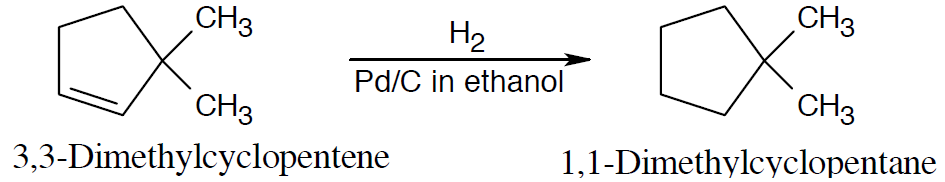 CH3
CH3
3,3-Dimethylcyclopentene
H2
Pd/C in ethanol
CH3
CH3
1,1-Dimethylcyclopentane